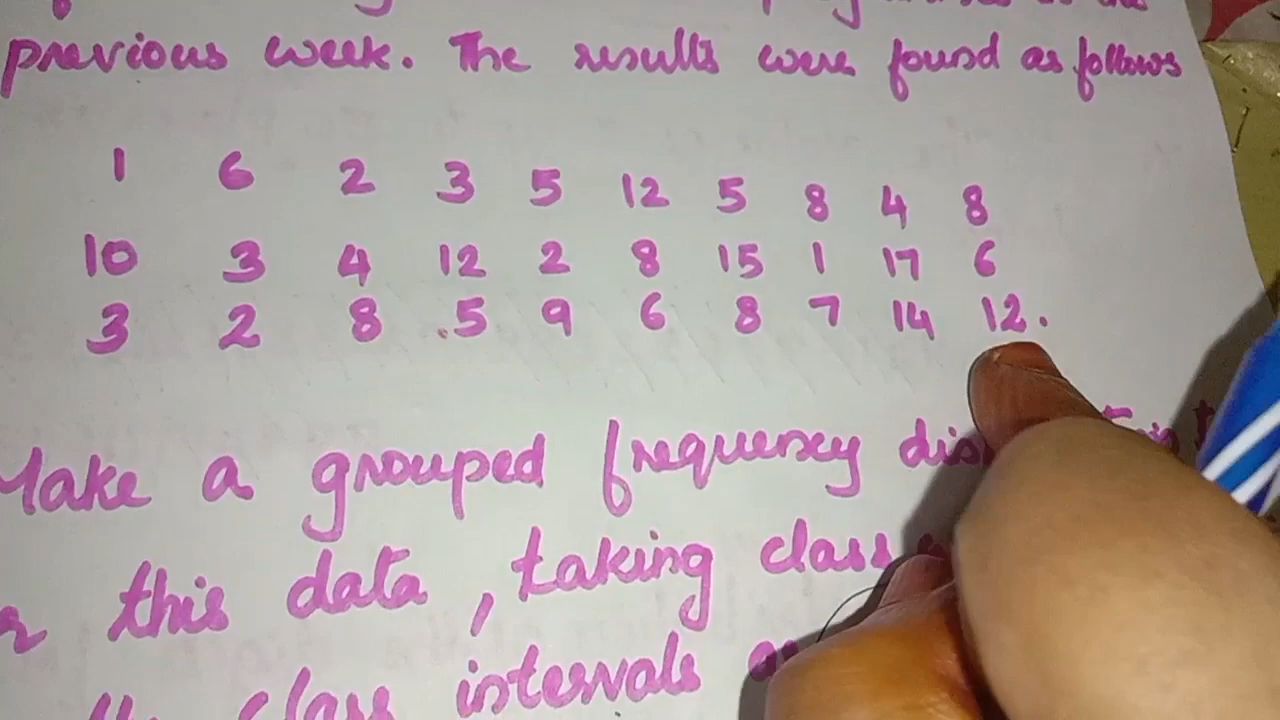 previous week. The results were found as follows
1 6 2 3 5 12 5 8 4 8
10 3 4 12 2 8 15 1 17 6
3 2 8 .5 9 6 8 7 14 12.
Make a grouped frequency
this data, taking class
class intervals